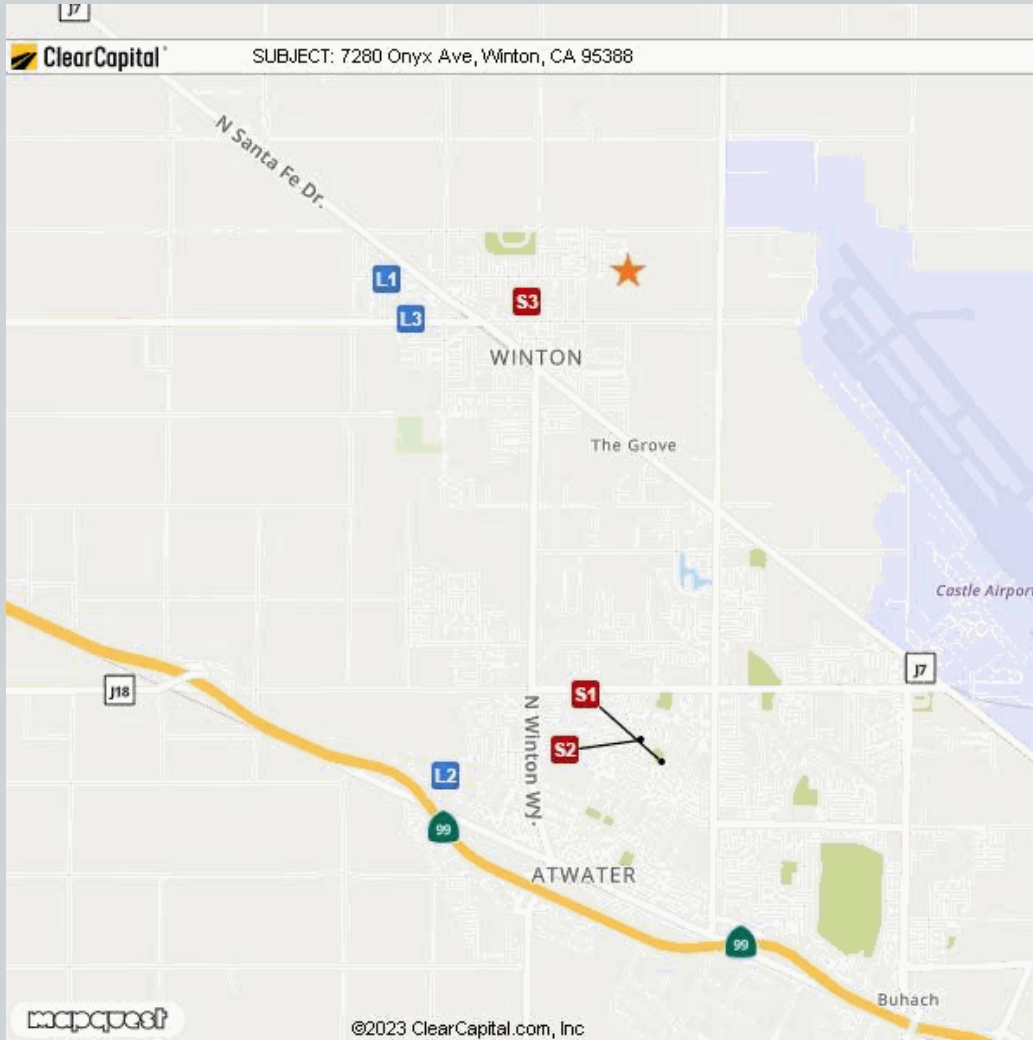 J7
ClearCapital
SUBJECT: 7280 Onyx Ave, Winton, CA 95388
N Santa Fe Dr.
L1
S3
L3
WINTON
The Grove
Castle Airport
J7
J18
S1
N Winton Wy.
S2
L2
99
ATWATER
99
Buhach
mapquest
©2023 ClearCapital.com, Inc